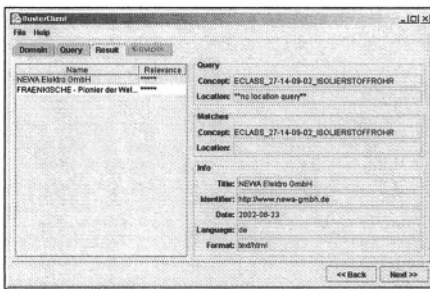 BusterClient
File Help
Domain Query Result
Name Relevance
NEWA Elektro GmbH *****
FRAENKISCHE - Pionier der Wel... *****
Query
Concept: ECLASS_27-14-09-02_ISOLIERSTOFFROHR
Location: "*no location query*"
Matches
Concept: ECLASS_27-14-09-02_ISOLIERSTOFFROHR
Location:
Info
Title: NEWA Elektro GmbH
Identifier: http://www.newa-gmbh.de
Date: 2002-06-23
Language: de
Format: text/html
<< Back Next >>